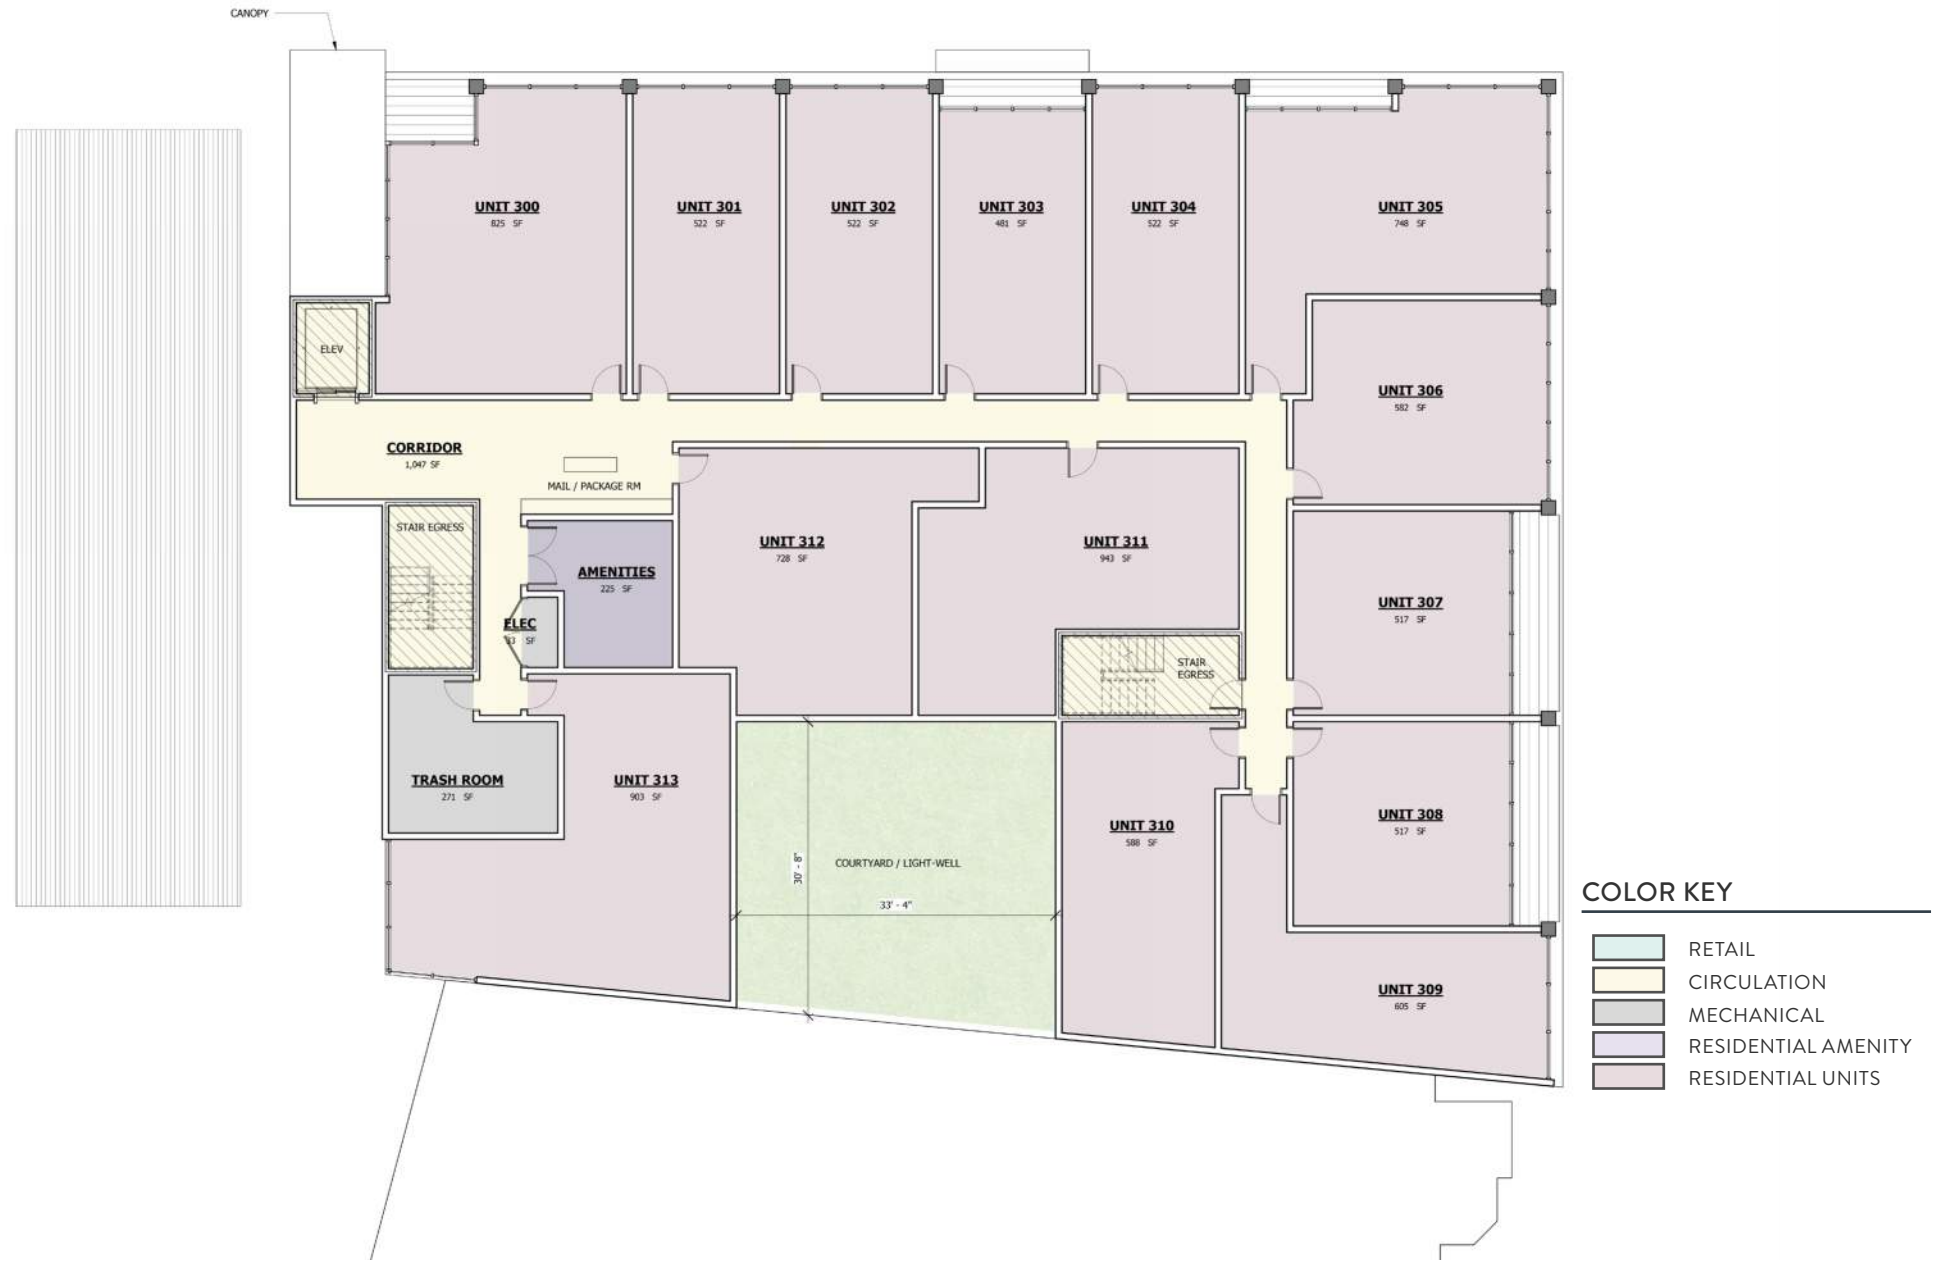 CANOPY
UNIT 300
825 SF
UNIT 301
522 SF
UNIT 302
522 SF
UNIT 303
481 SF
UNIT 304
522 SF
UNIT 305
748 SF
ELEV
UNIT 306
582 SF
CORRIDOR
1,047 SF
MAIL / PACKAGE RM
STAIR EGRESS
UNIT 312
728 SF
UNIT 311
943 SF
AMENITIES
225 SF
UNIT 307
517 SF
ELEC
SF
STAIR
EGRESS
TRASH ROOM
271 SF
UNIT 313
903 SF
UNIT 310
588 SF
UNIT 308
517 SF
COURTYARD / LIGHT-WELL
30' - 8"
33' - 4"
UNIT 309
605 SF
COLOR KEY
RETAIL
CIRCULATION
MECHANICAL
RESIDENTIAL AMENITY
RESIDENTIAL UNITS